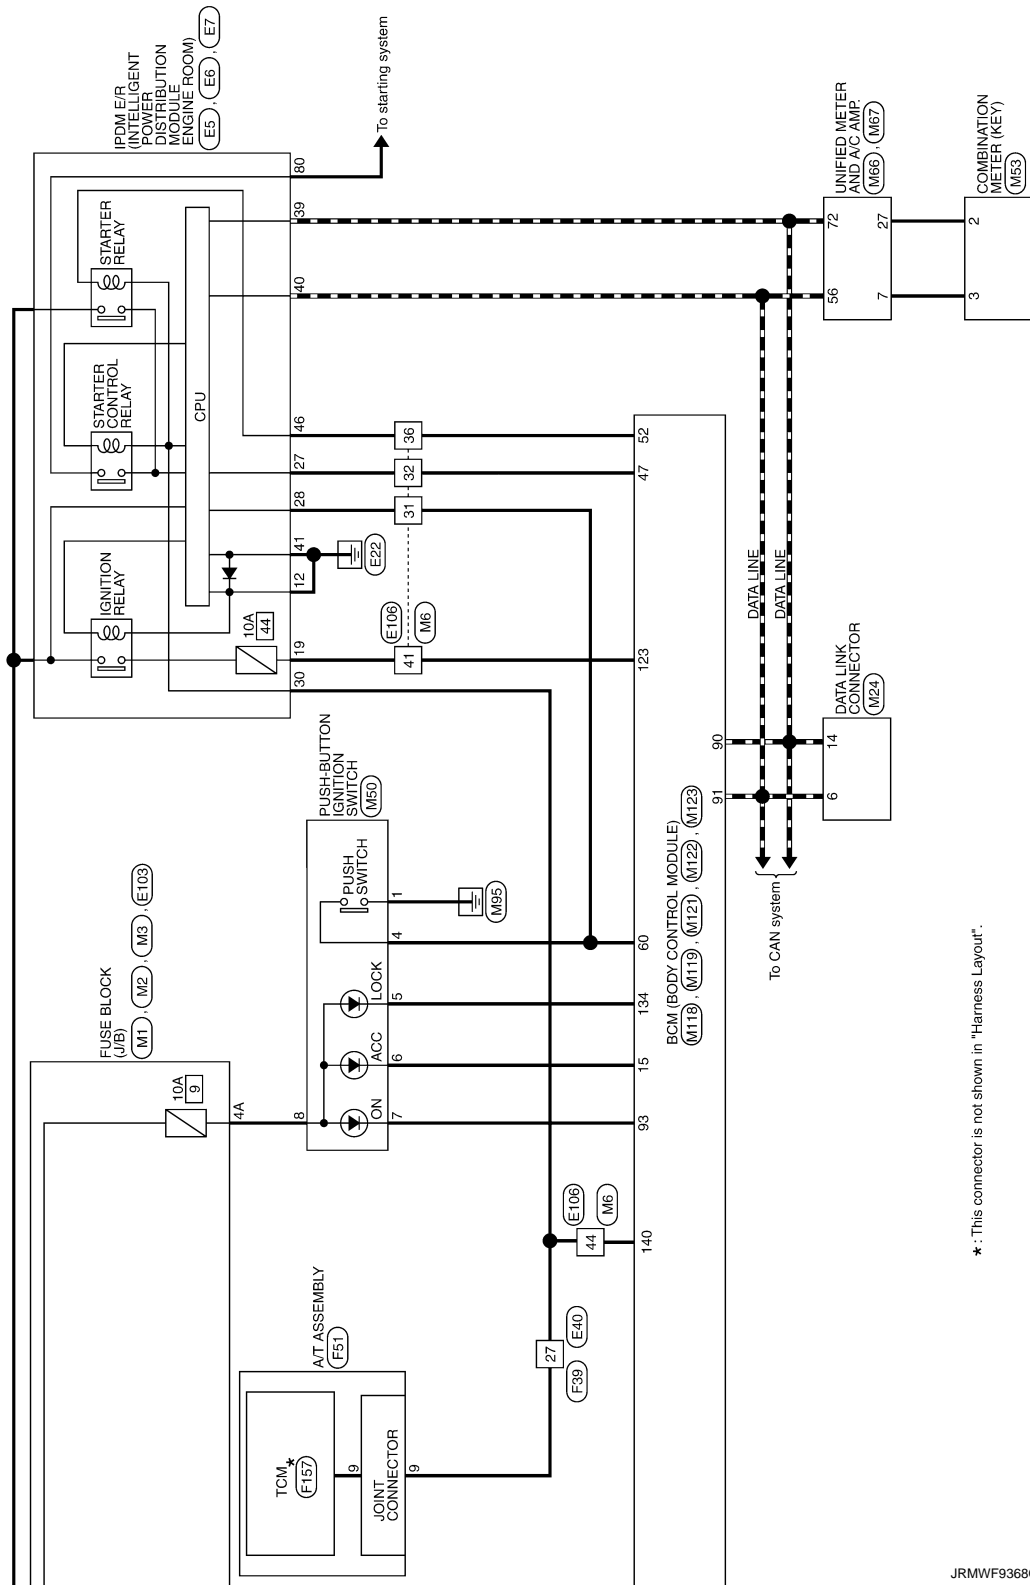 IPDM E/R
(INTELLIGENT
POWER
DISTRIBUTION
MODULE
ENGINE ROOM)
E5 , E6 , E7
To starting system
80
39
40
46
27
28
41
12
19
30
STARTER
RELAY
STARTER
CONTROL
RELAY
IGNITION
RELAY
CPU
10A
44
E22
36
32
31
41
E106
M6
52
47
123
UNIFIED METER
AND A/C AMP.
M66 , M67
72
27
56
7
COMBINATION
METER (KEY)
M53
2
3
DATA LINE
DATA LINE
DATA LINK
CONNECTOR
M24
14
6
90
91
To CAN system
PUSH-BUTTON
IGNITION
SWITCH
M50
PUSH
SWITCH
1
4
LOCK
5
ACC
6
ON
7
8
M95
BCM (BODY CONTROL MODULE)
M118 , M119 , M121 , M122 , M123
60
134
15
93
140
FUSE BLOCK
(J/B)
M1 , M2 , M3 , E103
10A
9
4A
E106
M6
44
A/T ASSEMBLY
F51
27
E40
F39
TCM*
F157
9
JOINT
CONNECTOR
9
* : This connector is not shown in "Harness Layout".